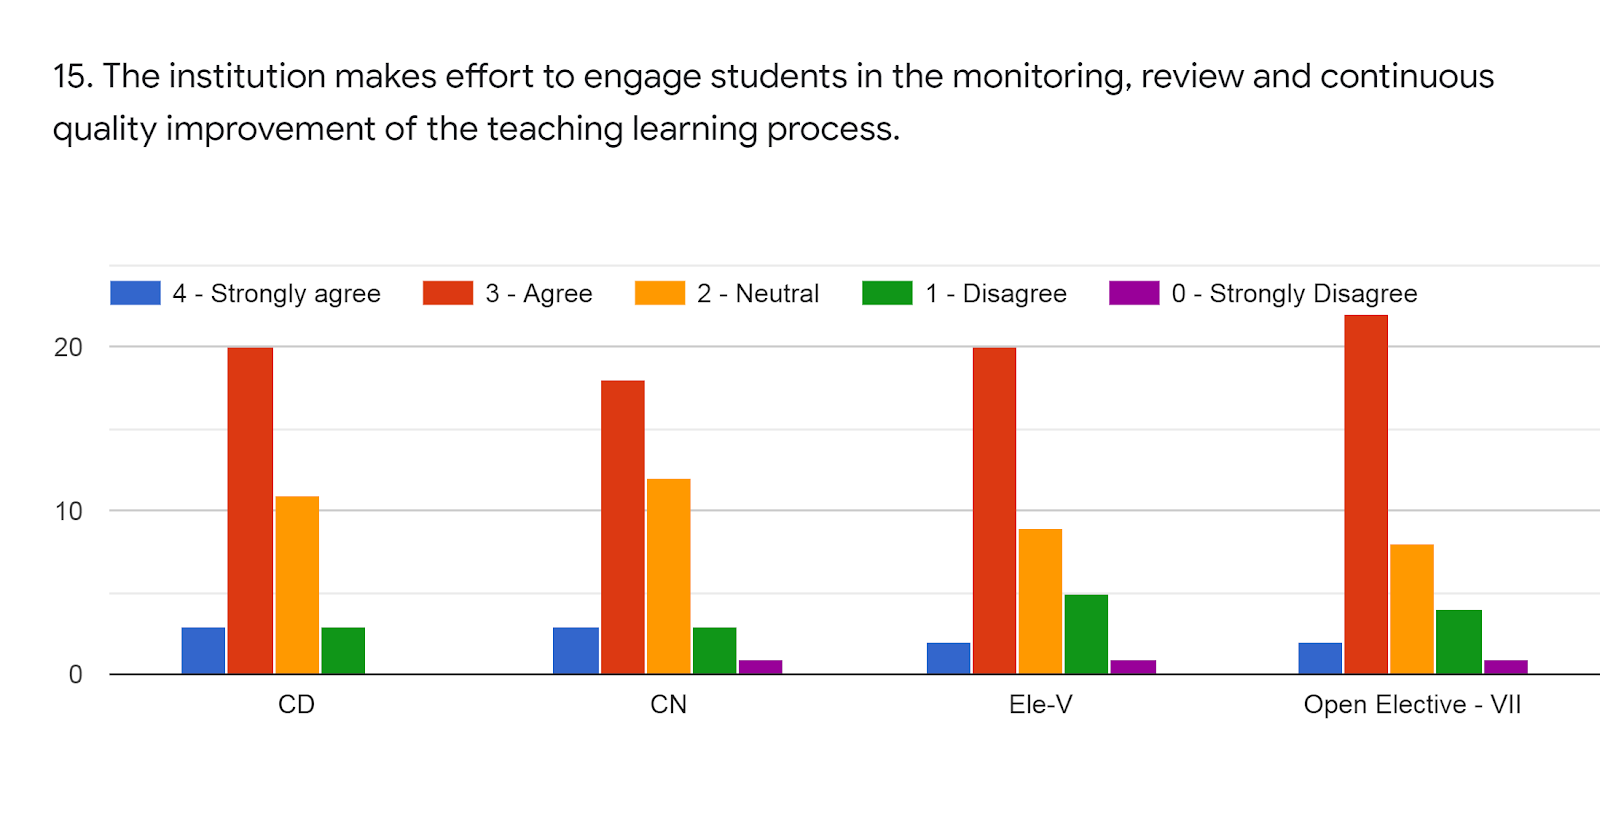 15. The institution makes effort to engage students in the monitoring, review and continuous
quality improvement of the teaching learning process.
4 - Strongly agree 3 - Agree 2 - Neutral 1 - Disagree 0 - Strongly Disagree
20
10
0
CD CN Ele-V Open Elective - VII